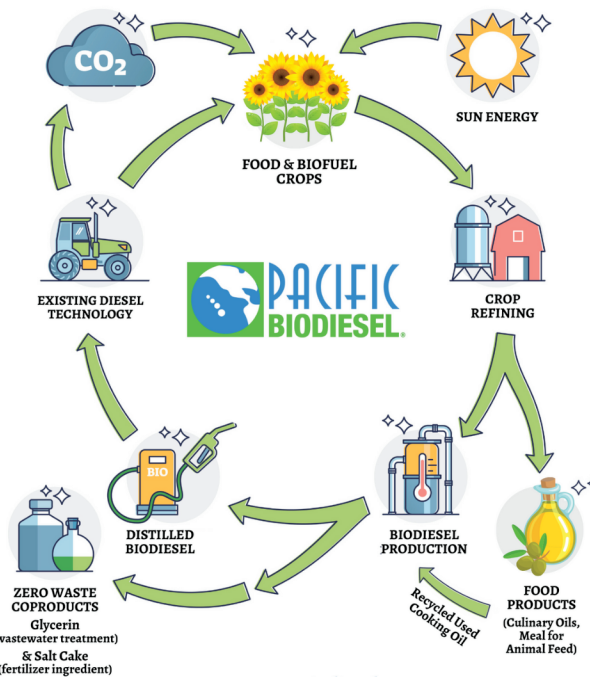 CO2
SUN ENERGY
FOOD & BIOFUEL
CROPS
EXISTING DIESEL
TECHNOLOGY
PACIFIC
BIODIESEL®
CROP
REFINING
BIO
DISTILLED
BIODIESEL
BIODIESEL
PRODUCTION
ZERO WASTE
COPRODUCTS
Glycerin
wastewater treatment)
& Salt Cake
(fertilizer ingredient)
Recycled Used
Cooking Oil
FOOD
PRODUCTS
(Culinary Oils,
Meal for
Animal Feed)